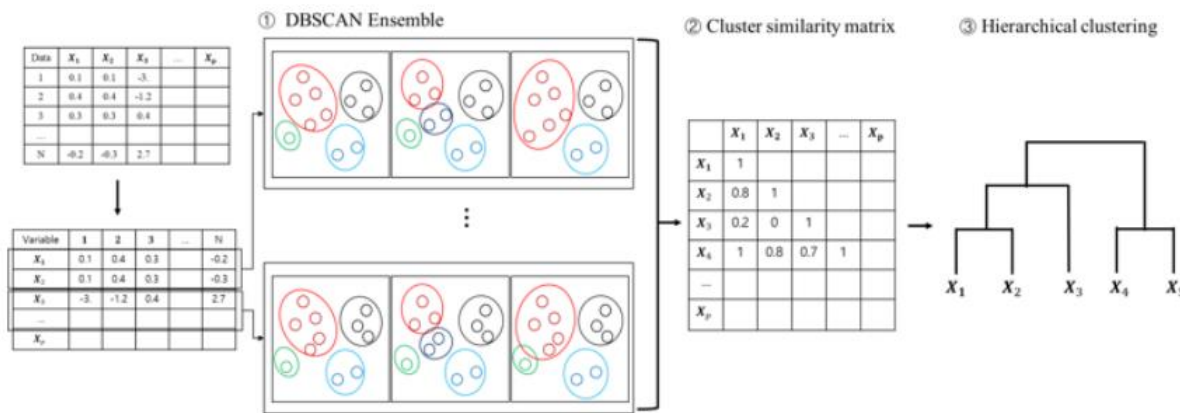 ① DBSCAN Ensemble
② Cluster similarity matrix
③ Hierarchical clustering
Data X₁ X₂ X₃ ... Xₚ
1 0.1 0.1 -3.
2 0.4 0.4 -1.2
3 0.3 0.3 0.4
...
N -0.2 -0.3 2.7
Variable 1 2 3 ... N
X₁ 0.1 0.4 0.3 -0.2
X₂ 0.1 0.4 0.3 -0.3
X₃ -3. -1.2 0.4 2.7
...
Xₚ
⋮
X₁ X₂ X₃ ... Xₚ
X₁ 1
X₂ 0.8 1
X₃ 0.2 0 1
X₄ 1 0.8 0.7 1
...
Xₚ
X₁ X₂ X₃ X₄